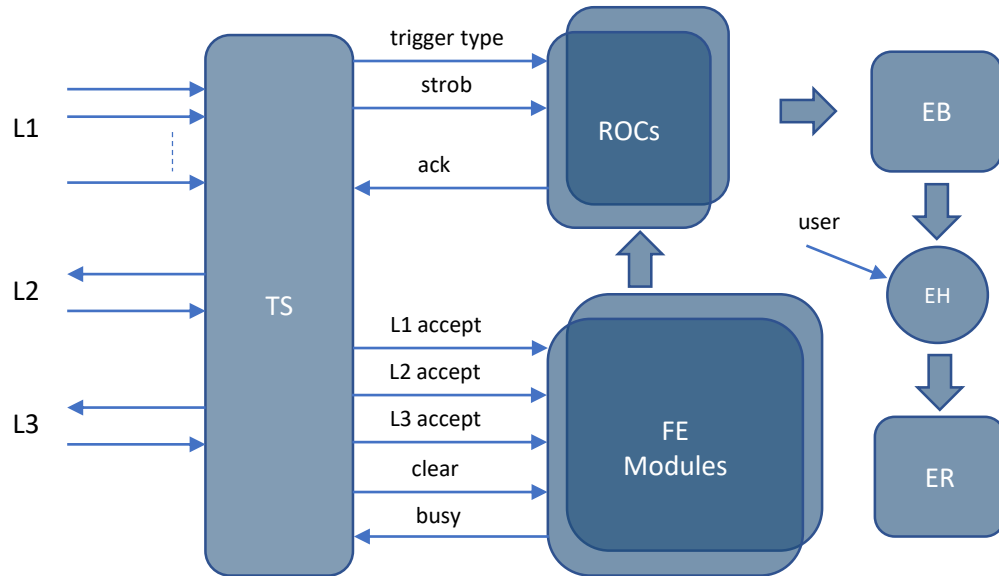 trigger type
strob
ack
L1
L2
L3
TS
ROCs
EB
user
EH
L1 accept
L2 accept
L3 accept
clear
busy
FE
Modules
ER